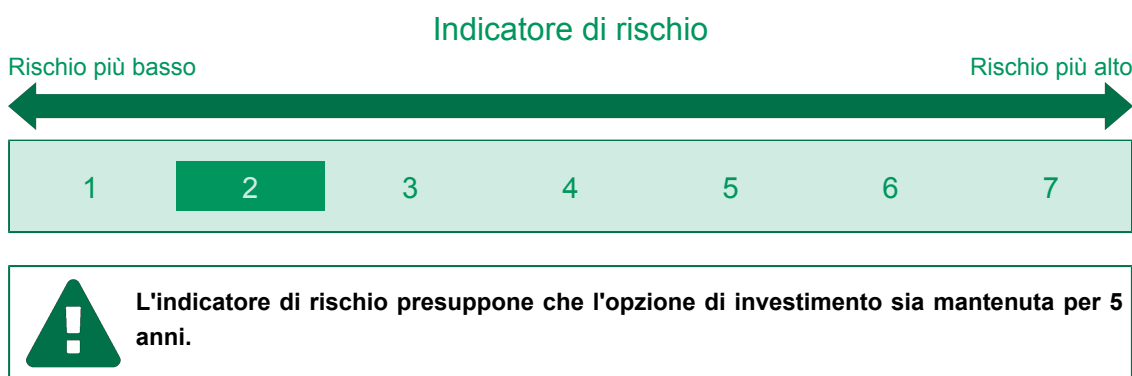 Indicatore di rischio
Rischio più basso Rischio più alto
1 2 3 4 5 6 7
L'indicatore di rischio presuppone che l'opzione di investimento sia mantenuta per 5
anni.